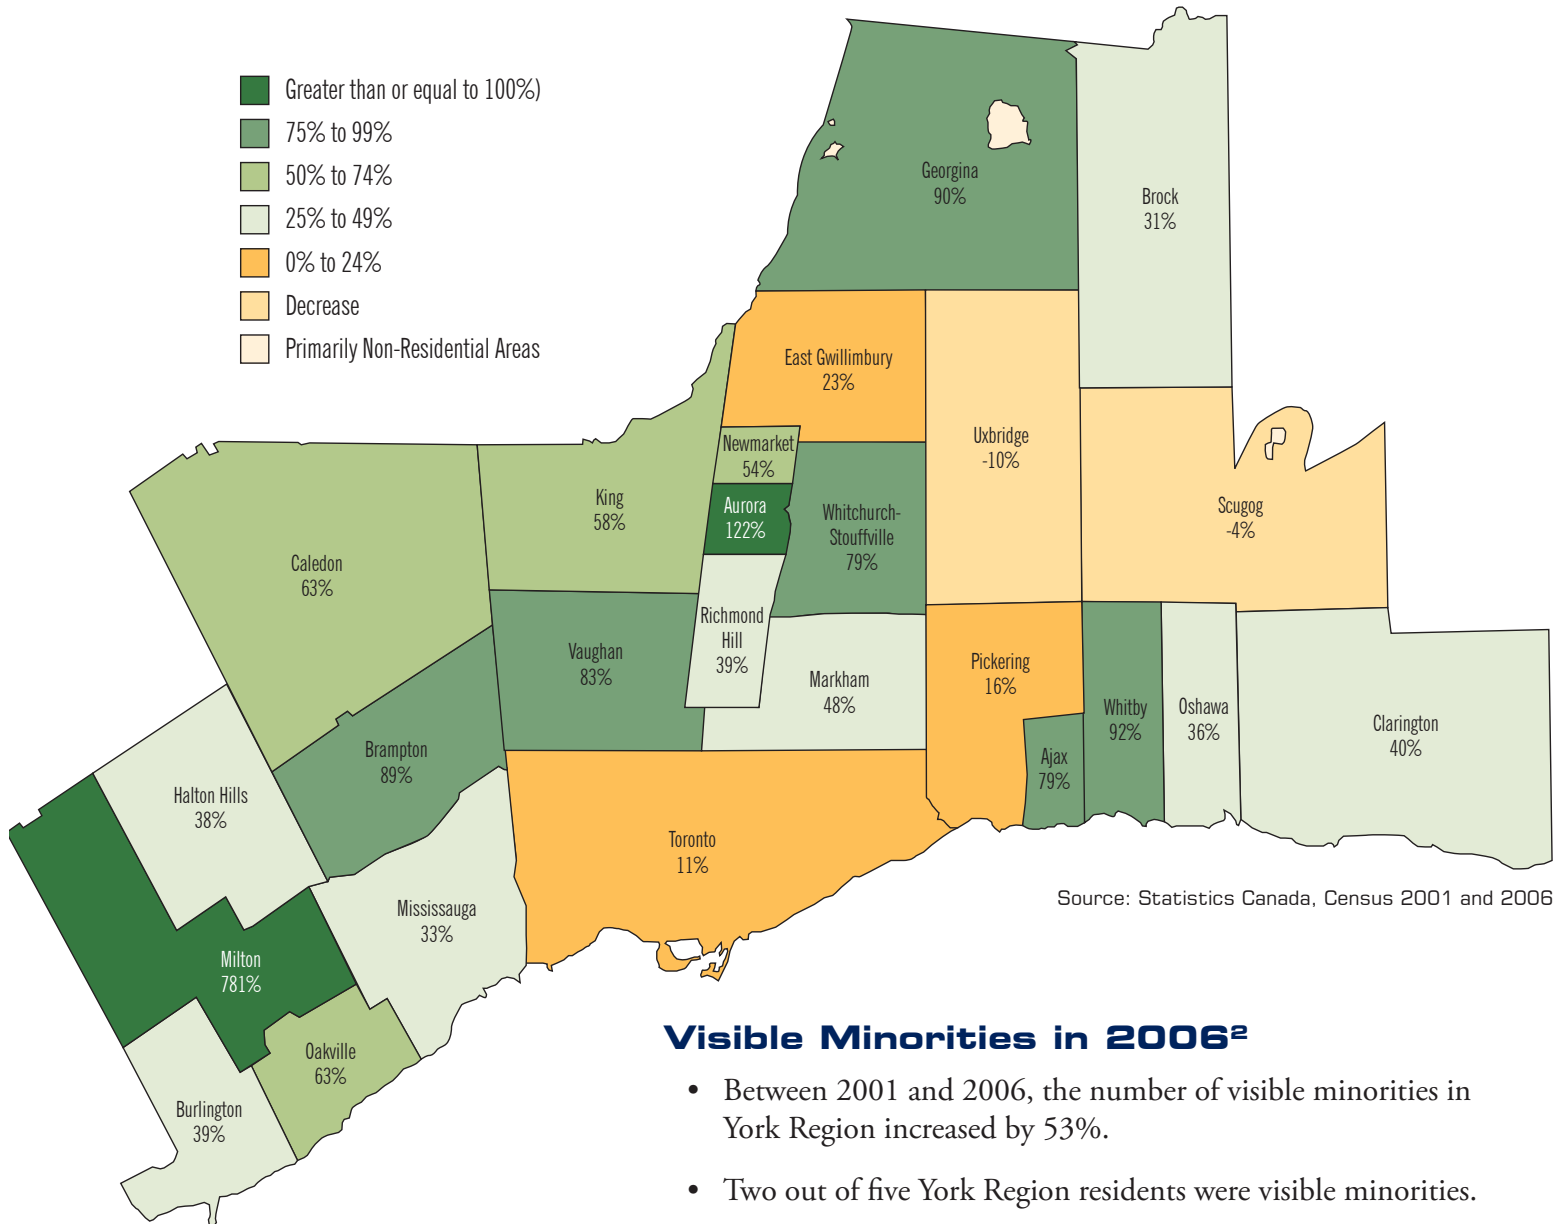 Greater than or equal to 100%)
75% to 99%
50% to 74%
25% to 49%
0% to 24%
Decrease
Primarily Non-Residential Areas
Georgina
90%
Brock
31%
East Gwillimbury
23%
Uxbridge
-10%
Newmarket
54%
King
58%
Aurora
122%
Whitchurch-
Stouffville
79%
Scugog
-4%
Caledon
63%
Richmond
Hill
39%
Vaughan
83%
Markham
48%
Pickering
16%
Whitby
92%
Oshawa
36%
Clarington
40%
Brampton
89%
Ajax
79%
Halton Hills
38%
Toronto
11%
Mississauga
33%
Milton
781%
Oakville
63%
Burlington
39%
Source: Statistics Canada, Census 2001 and 2006
Visible Minorities in 2006²
• Between 2001 and 2006, the number of visible minorities in
York Region increased by 53%.
• Two out of five York Region residents were visible minorities.